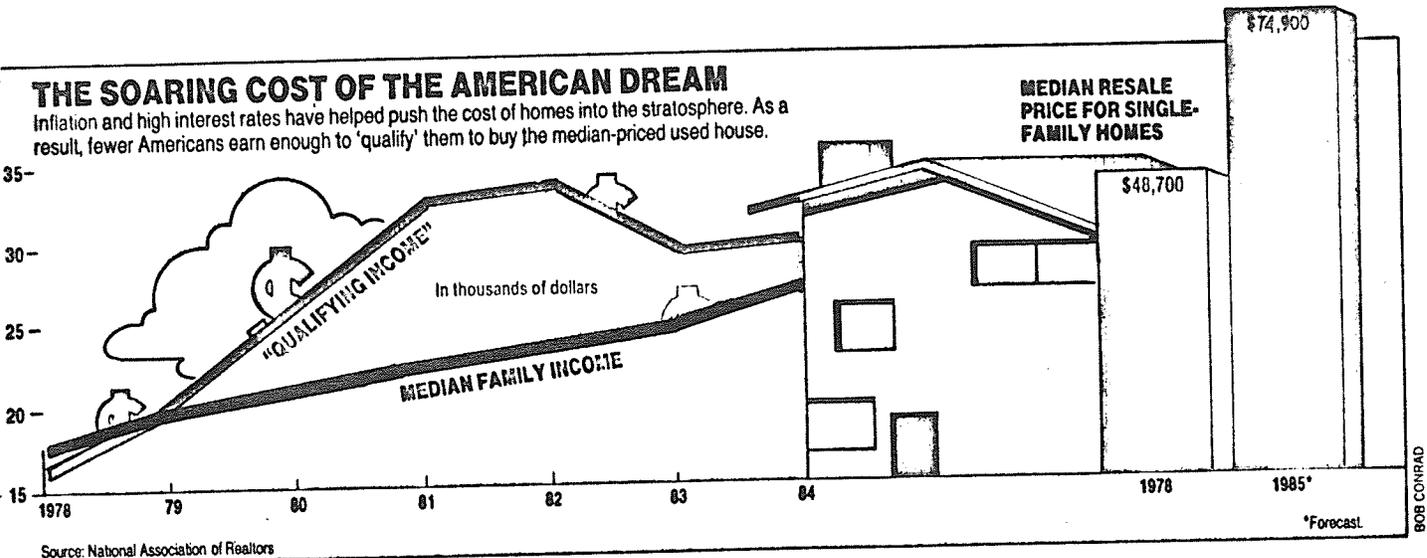 $74,900
THE SOARING COST OF THE AMERICAN DREAM
Inflation and high interest rates have helped push the cost of homes into the stratosphere. As a
result, fewer Americans earn enough to 'qualify' them to buy the median-priced used house.
MEDIAN RESALE
PRICE FOR SINGLE-
FAMILY HOMES
$48,700
35
30
25
20
15
"QUALIFYING INCOME"
In thousands of dollars
MEDIAN FAMILY INCOME
1978 79 80 81 82 83 84
1978 1985*
*Forecast
Source: National Association of Realtors
BOB CONRAD